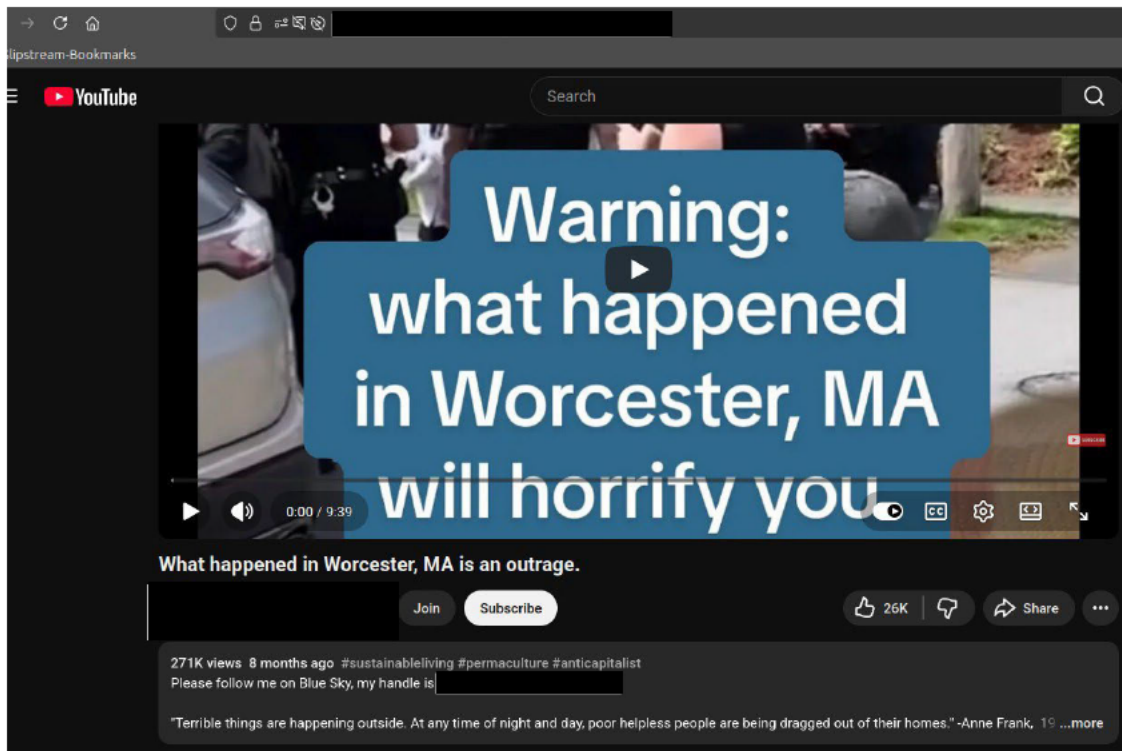 Slipstream-Bookmarks
YouTube
Search
Warning:
what happened
in Worcester, MA
will horrify you
SUBSCRIBE
0:00 / 9:39
CC
What happened in Worcester, MA is an outrage.
Join
Subscribe
26K
Share
271K views 8 months ago #sustainableliving #permaculture #anticapitalist
Please follow me on Blue Sky, my handle is
"Terrible things are happening outside. At any time of night and day, poor helpless people are being dragged out of their homes." -Anne Frank, 19 ...more